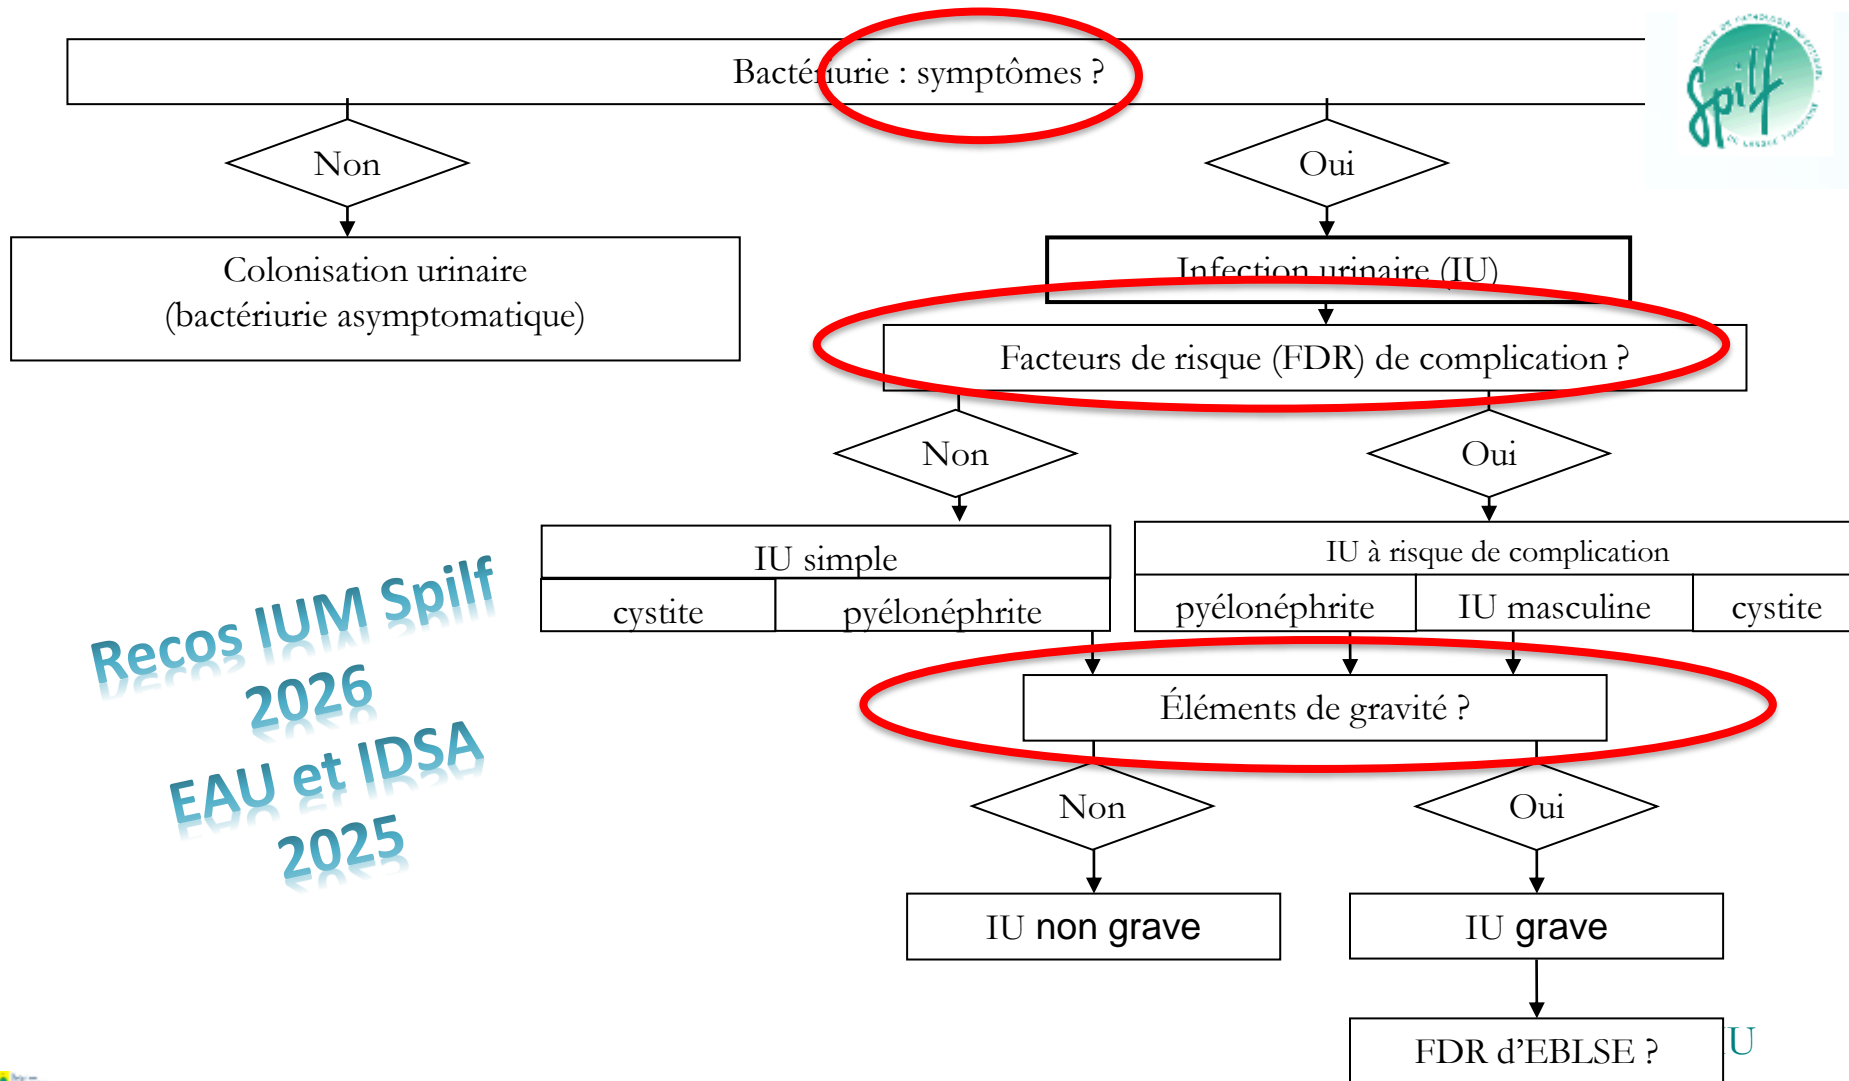 Bactériurie : symptômes ?
Spilf
Non
Oui
Colonisation urinaire
(bactériurie asymptomatique)
Infection urinaire (IU)
Facteurs de risque (FDR) de complication ?
Non
Oui
IU simple
cystite
pyélonéphrite
IU à risque de complication
pyélonéphrite
IU masculine
cystite
Recos IUM Spilf
2026
EAU et IDSA
2025
Éléments de gravité ?
Non
Oui
IU non grave
IU grave
FDR d’EBLSE ?
U